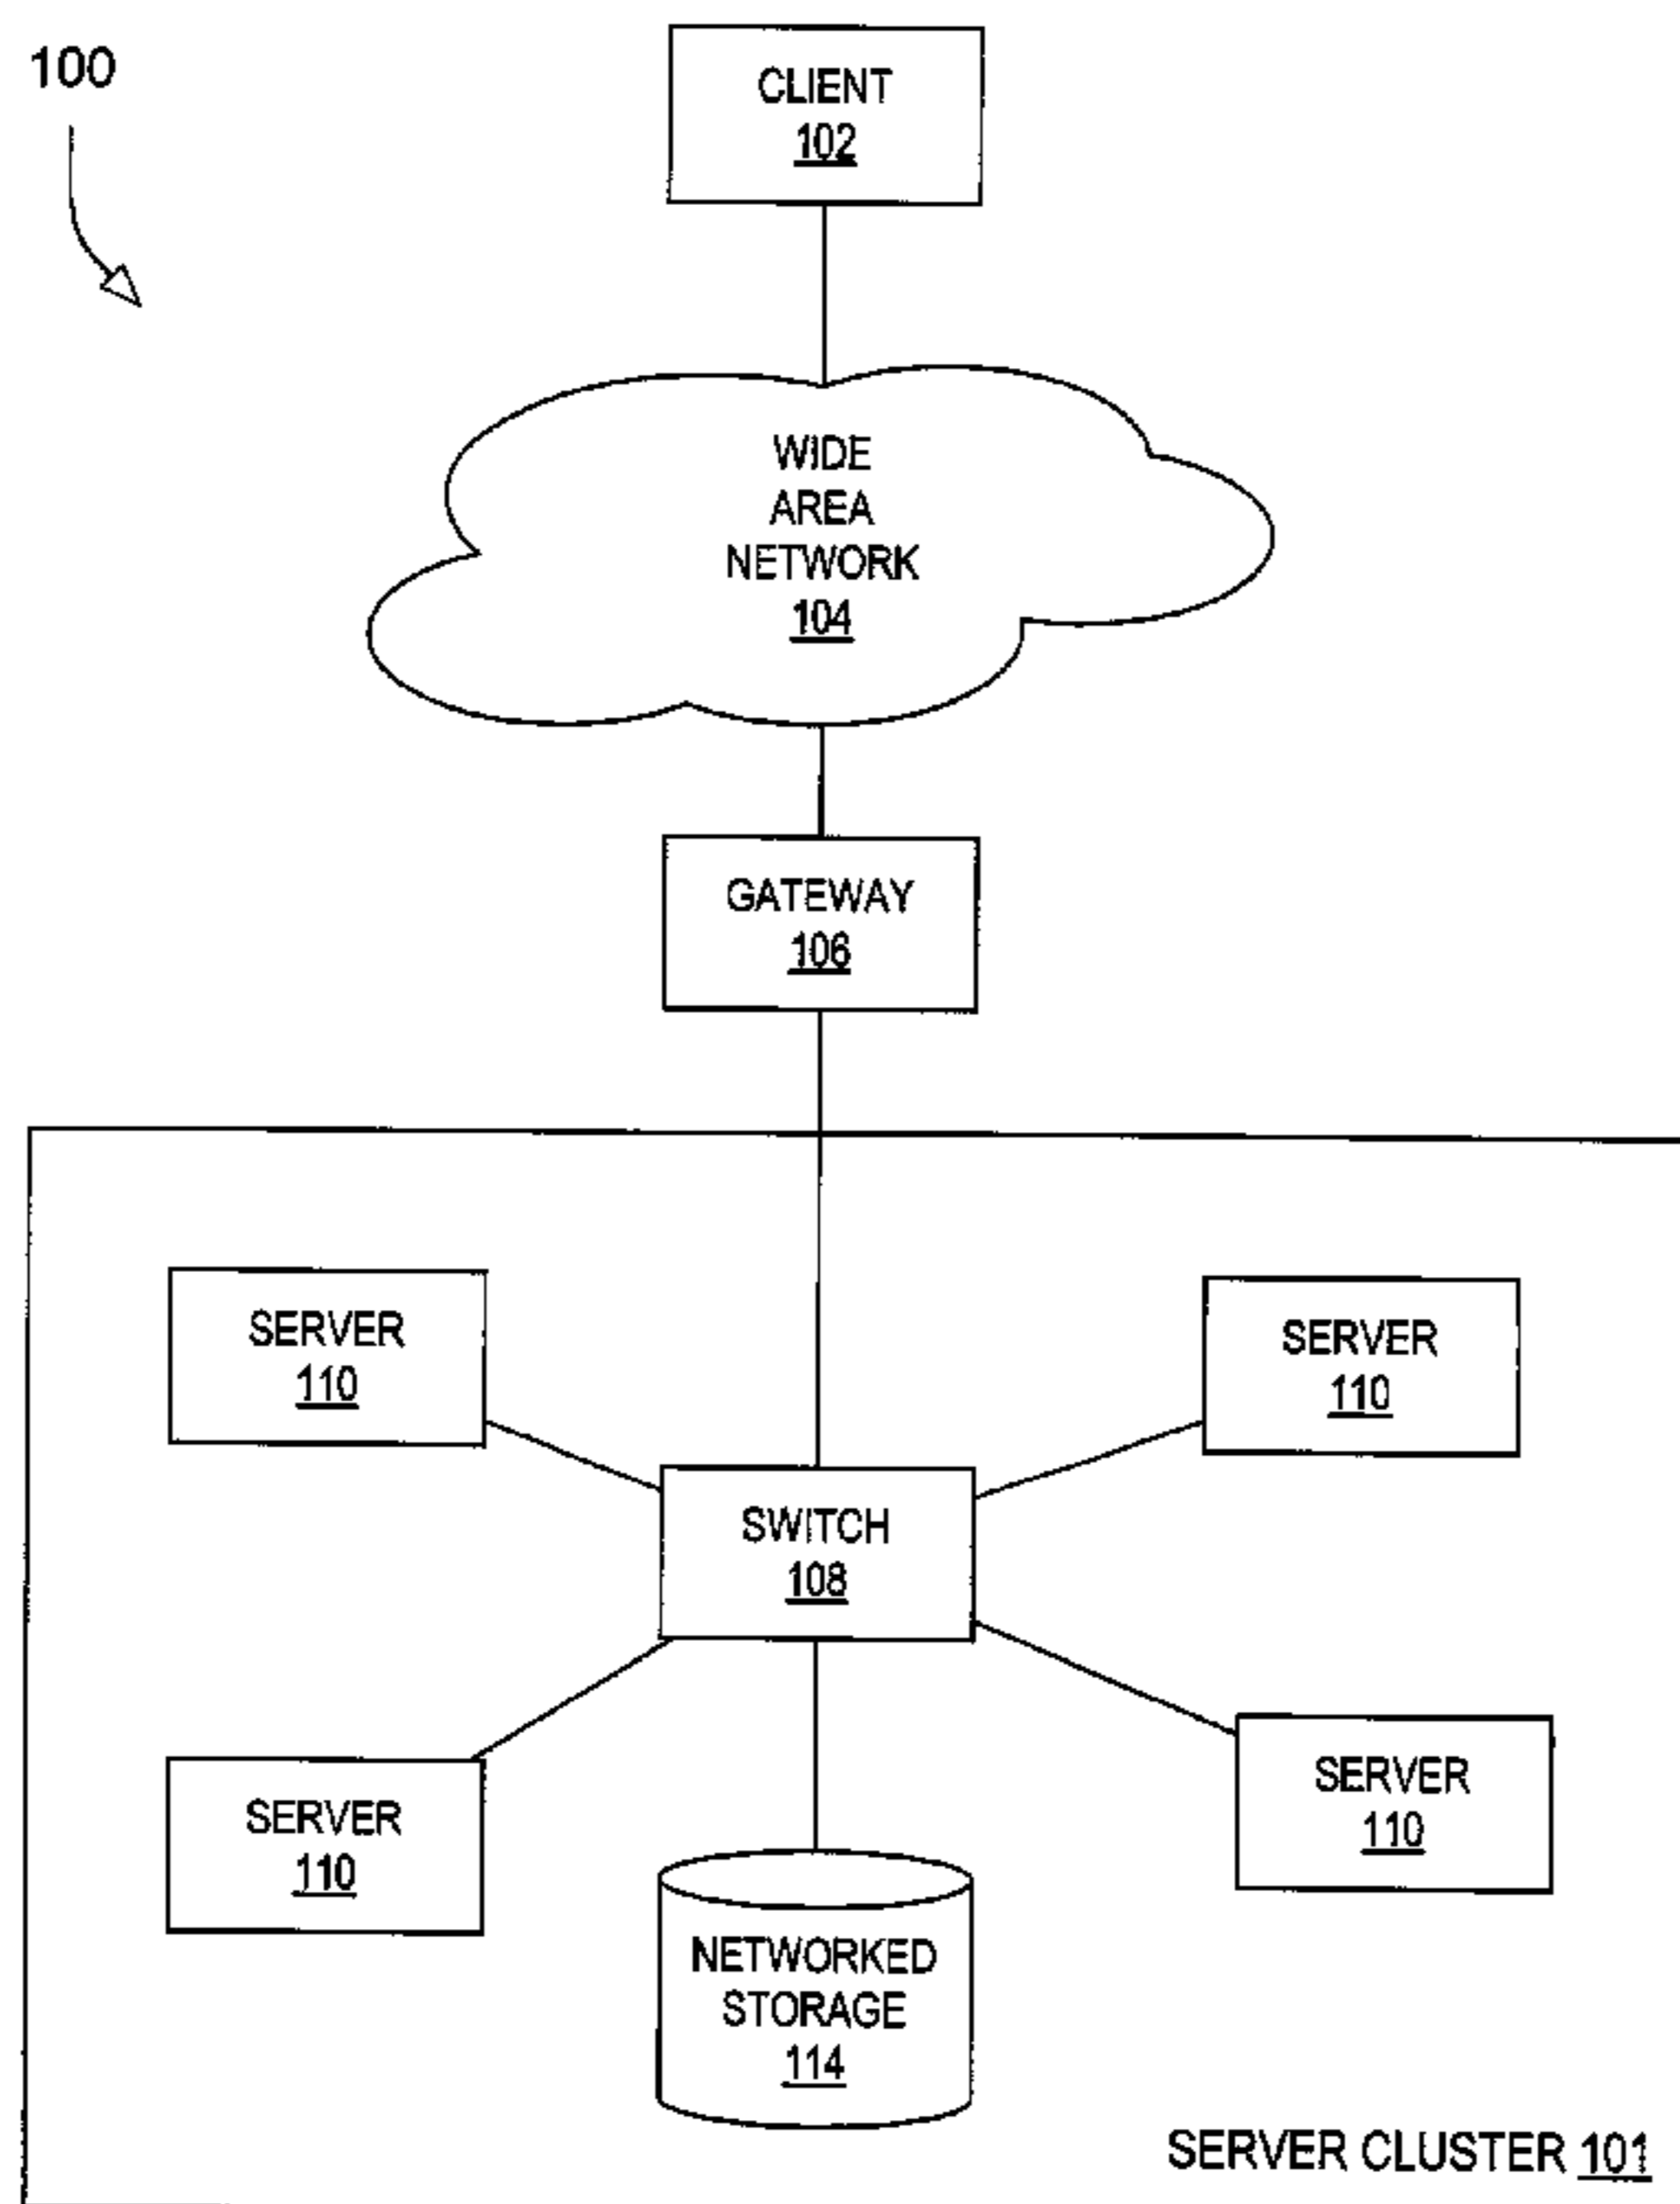 100
CLIENT
102
WIDE
AREA
NETWORK
104
GATEWAY
106
SERVER
110
SERVER
110
SWITCH
108
SERVER
110
SERVER
110
NETWORKED
STORAGE
114
SERVER CLUSTER 101